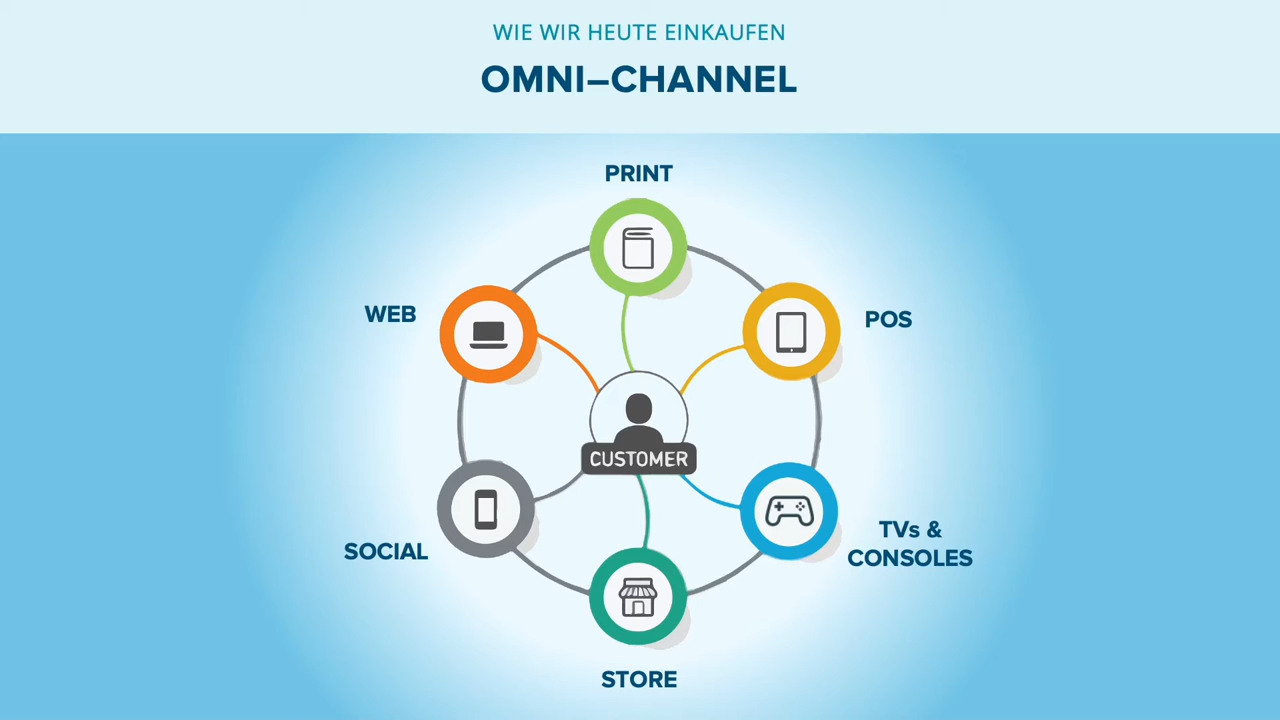 WIE WIR HEUTE EINKAUFEN
OMNI–CHANNEL
PRINT
WEB
POS
CUSTOMER
SOCIAL
TVs &
CONSOLES
STORE